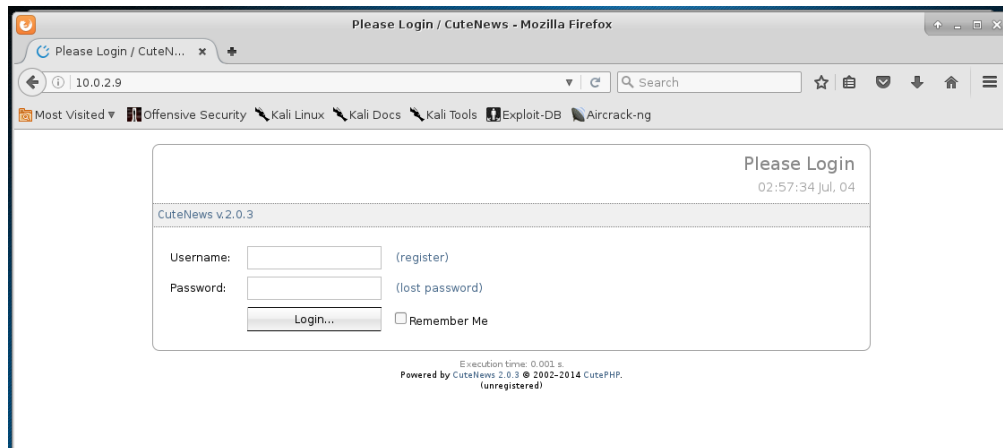 Please Login / CuteNews - Mozilla Firefox
Please Login / CuteN...
10.0.2.9
Search
Most Visited
Offensive Security
Kali Linux
Kali Docs
Kali Tools
Exploit-DB
Aircrack-ng
Please Login
02:57:34 Jul, 04
CuteNews v.2.0.3
Username:
(register)
Password:
(lost password)
Login...
Remember Me
Execution time: 0.001 s.
Powered by CuteNews 2.0.3 © 2002–2014 CutePHP.
(unregistered)